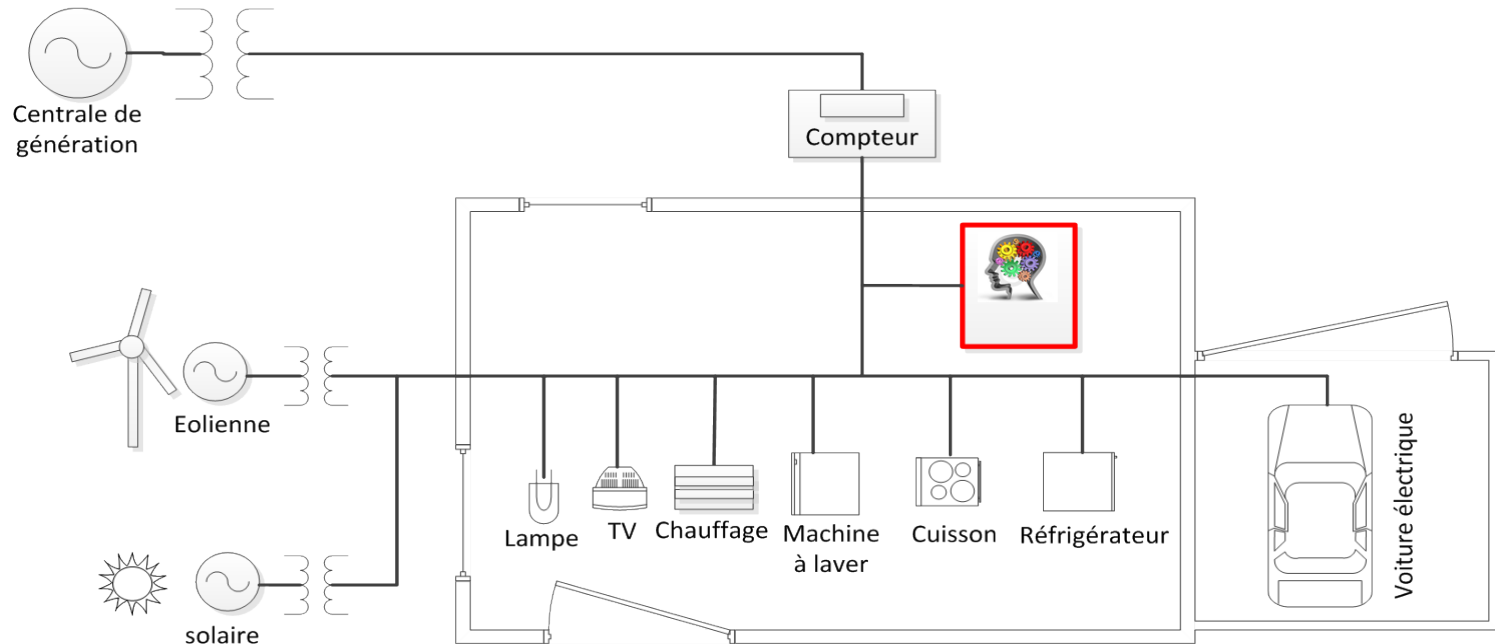 Centrale de
génération
Compteur
Eolienne
Lampe
TV
Chauffage
Machine
à laver
Cuisson
Réfrigérateur
Voiture électrique
solaire